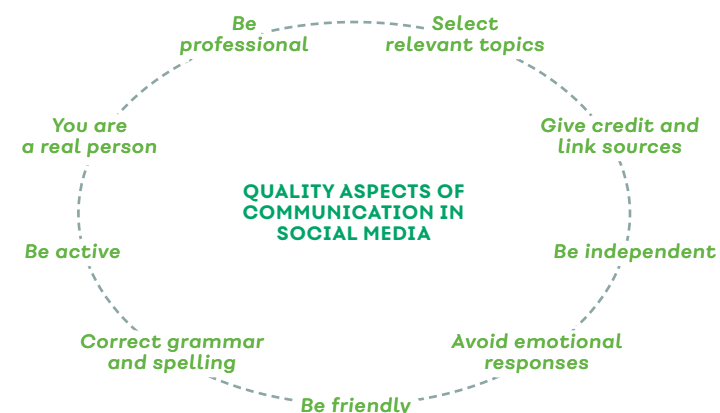 Be
professional
Select
relevant topics
You are
a real person
Give credit and
link sources
QUALITY ASPECTS OF
COMMUNICATION IN
SOCIAL MEDIA
Be active
Be independent
Correct grammar
and spelling
Avoid emotional
responses
Be friendly